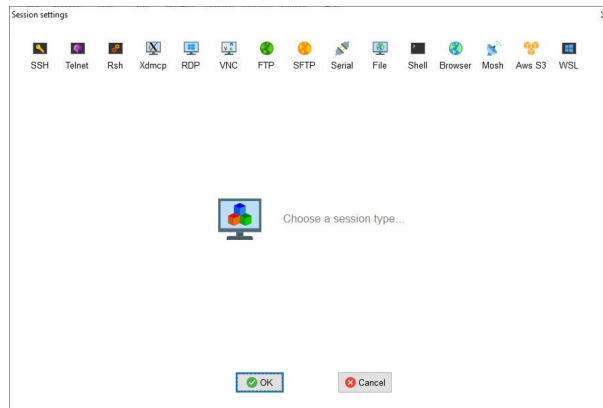 Session settings
SSH Telnet Rsh Xdmcp RDP VNC FTP SFTP Serial File Shell Browser Mosh Aws S3 WSL
Choose a session type...
OK Cancel